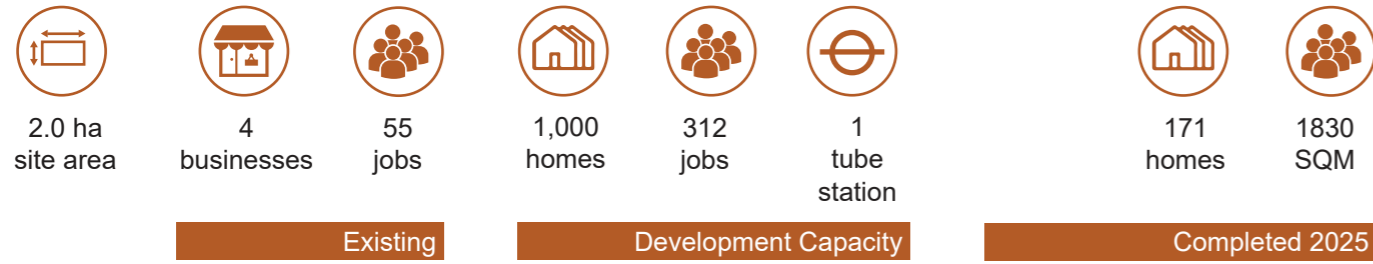 2.0 ha
site area
4
businesses
55
jobs
1,000
homes
312
jobs
1
tube
station
171
homes
1830
SQM
Existing
Development Capacity
Completed 2025